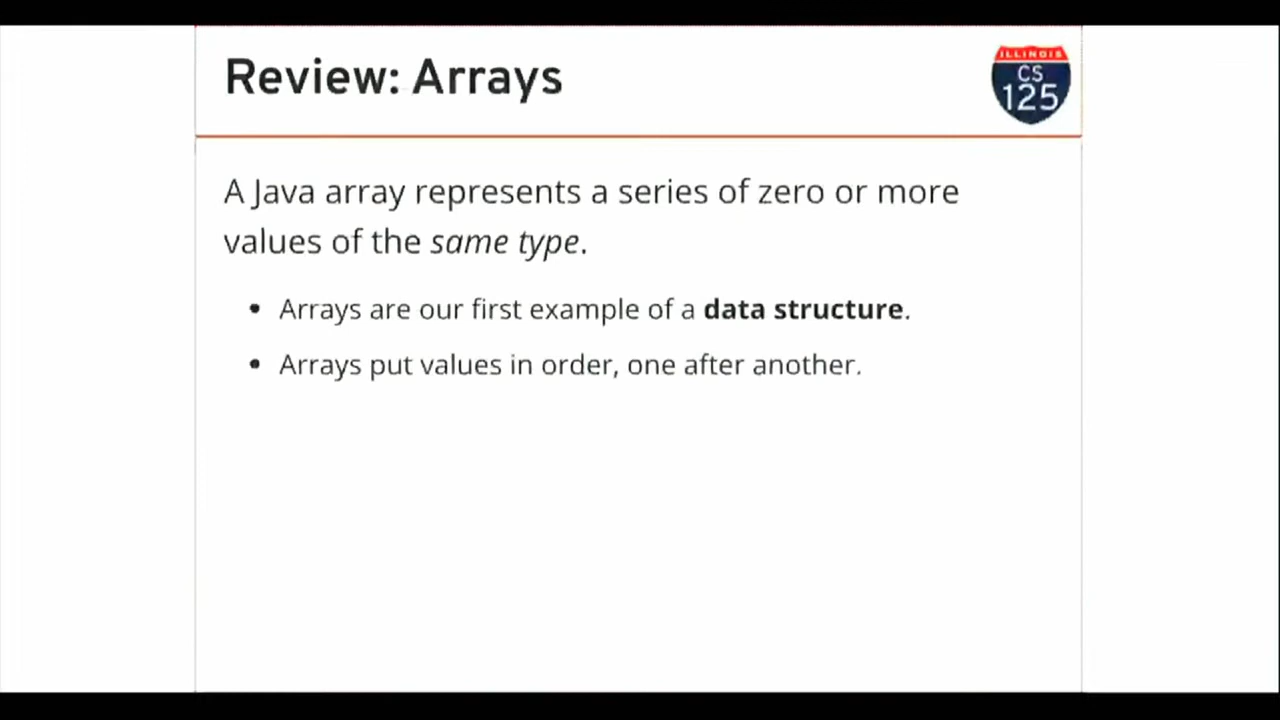 Review: Arrays
ILLINOIS
CS
125
A Java array represents a series of zero or more
values of the same type.
• Arrays are our first example of a data structure.
• Arrays put values in order, one after another.